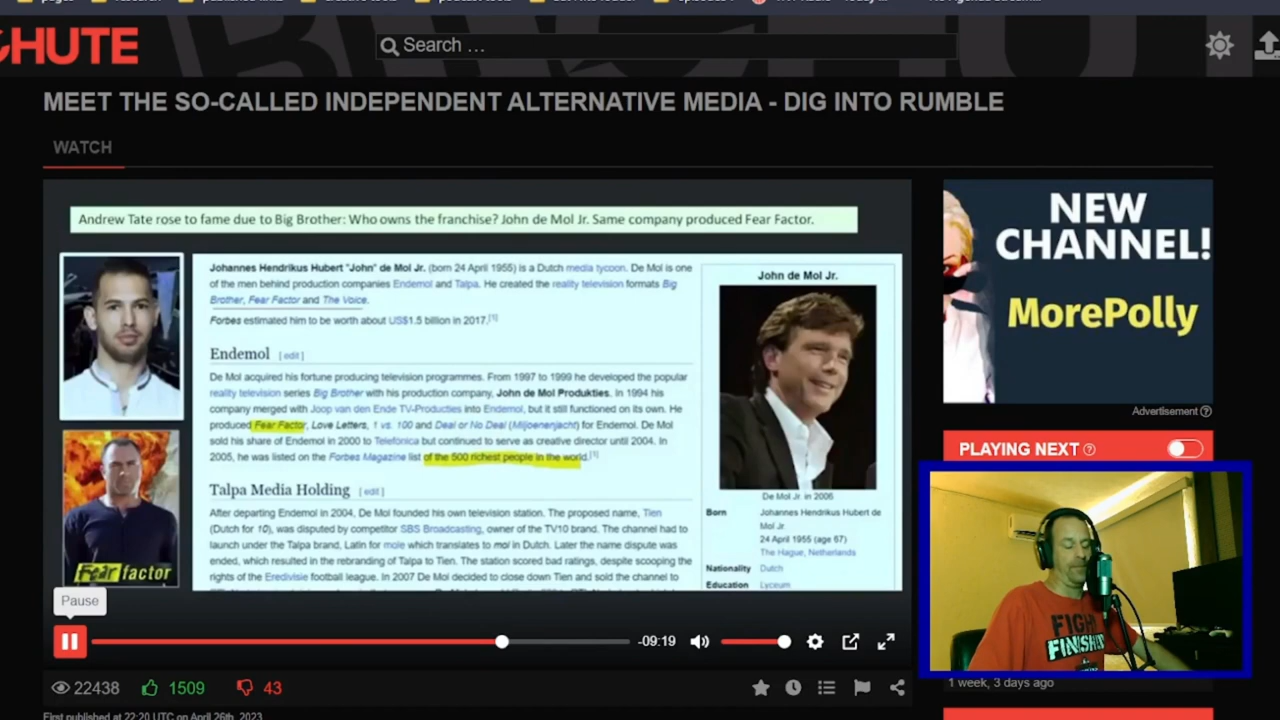 HUTE
Search …
MEET THE SO-CALLED INDEPENDENT ALTERNATIVE MEDIA - DIG INTO RUMBLE
WATCH
Andrew Tate rose to fame due to Big Brother: Who owns the franchise? John de Mol Jr. Same company produced Fear Factor.
Johannes Hendrikus Hubert "John" de Mol Jr. (born 24 April 1955) is a Dutch media tycoon. De Mol is one
of the men behind production companies Endemol and Talpa. He created the reality television formats Big
Brother, Fear Factor and The Voice.
Forbes estimated him to be worth about US$1.5 billion in 2017.[1]
Endemol [ edit ]
De Mol acquired his fortune producing television programmes. From 1997 to 1999 he developed the popular
reality television series Big Brother with his production company, John de Mol Produkties. In 1994 his
company merged with Joop van den Ende TV-Producties into Endemol, but it still functioned on its own. He
produced Fear Factor, Love Letters, 1 vs. 100 and Deal or No Deal (Miljoenenjacht) for Endemol. De Mol
sold his share of Endemol in 2000 to Telefónica but continued to serve as creative director until 2004. In
2005, he was listed on the Forbes Magazine list of the 500 richest people in the world.[1]
Talpa Media Holding [ edit ]
After departing Endemol in 2004, De Mol founded his own television station. The proposed name, Tien
(Dutch for 10), was disputed by competitor SBS Broadcasting, owner of the TV10 brand. The channel had to
launch under the Talpa brand, Latin for mole which translates to mol in Dutch. Later the name dispute was
ended, which resulted in the rebranding of Talpa to Tien. The station scored bad ratings, despite scooping the
rights of the Eredivisie football league. In 2007 De Mol decided to close down Tien and sold the channel to
John de Mol Jr.
De Mol Jr. in 2006
Born Johannes Hendrikus Hubert de
Mol Jr.
24 April 1955 (age 67)
The Hague, Netherlands
Nationality Dutch
Education Lyceum
Fear factor
Pause
-09:19
22438 1509 43
First published at 22:20 UTC on April 26th, 2023
NEW
CHANNEL!
MorePolly
Advertisement
PLAYING NEXT
FIGHT
FINISHED
1 week, 3 days ago